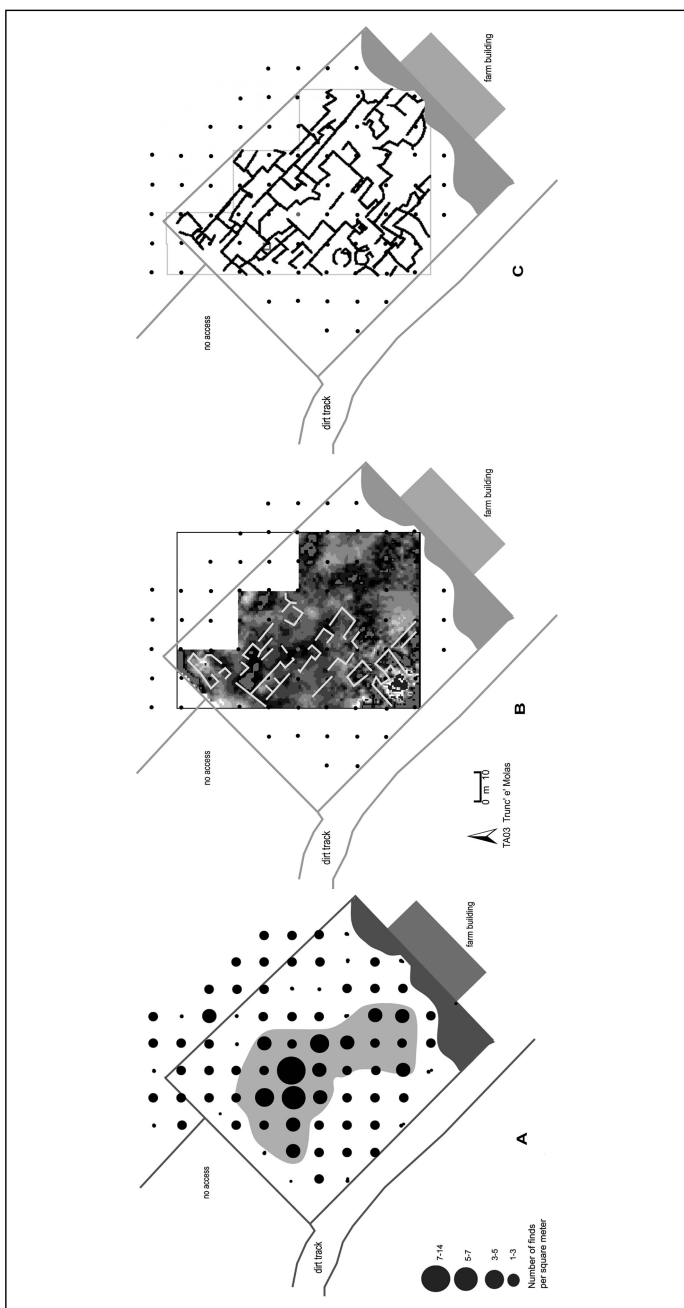 no access
dirt track
farm building
A
Number of finds
per square meter
7-14
5-7
3-5
1-3
no access
dirt track
farm building
B
0 m 10
TA03 Trunc' e' Molas
no access
dirt track
farm building
C